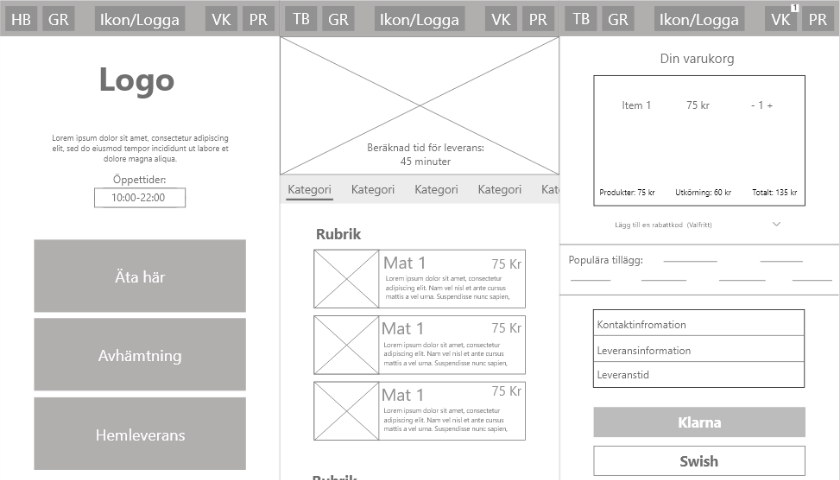 HB GR Ikon/Logga VK PR
Logo
Lorem ipsum dolor sit amet, consectetur adipiscing
elit, sed do eiusmod tempor incididunt ut labore et
dolore magna aliqua.
Öppettider:
10:00-22:00
Äta här
Avhämtning
Hemleverans
TB GR Ikon/Logga VK PR
Beräknad tid för leverans:
45 minuter
Kategori Kategori Kategori Kategori Kat
Rubrik
Mat 1 75 Kr
Lorem ipsum dolor sit amet, consectetur
adipiscing elit. Nam vel nisl et ante cursus
mattis a vel urna. Suspendisse nunc sapien,
Mat 1 75 Kr
Lorem ipsum dolor sit amet, consectetur
adipiscing elit. Nam vel nisl et ante cursus
mattis a vel urna. Suspendisse nunc sapien,
Mat 1 75 Kr
Lorem ipsum dolor sit amet, consectetur
adipiscing elit. Nam vel nisl et ante cursus
mattis a vel urna. Suspendisse nunc sapien,
Rubrik
TB GR Ikon/Logga VK 1 PR
Din varukorg
Item 1 75 kr - 1 +
Produkter: 75 kr Utkörning: 60 kr Totalt: 135 kr
Lägg till en rabattkod (Valfritt)
Populära tillägg:
Kontaktinfromation
Leveransinformation
Leveranstid
Klarna
Swish